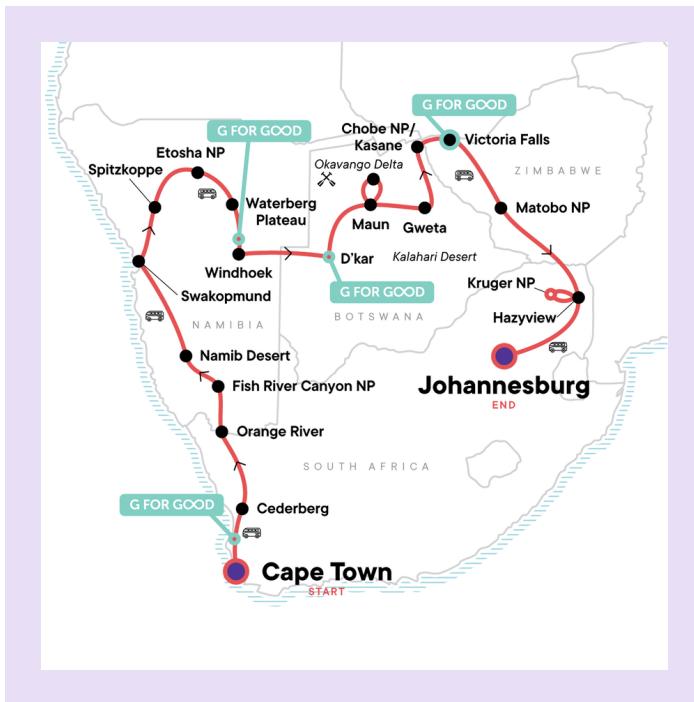 G FOR GOOD
G FOR GOOD
Chobe NP/
Kasane
Victoria Falls
Etosha NP
Okavango Delta
Spitzkoppe
ZIMBABWE
Waterberg
Plateau
Matobo NP
Maun
Gweta
D'kar
Kalahari Desert
Windhoek
Kruger NP
G FOR GOOD
Swakopmund
Hazyview
NAMIBIA
BOTSWANA
Namib Desert
Johannesburg
END
Fish River Canyon NP
Orange River
SOUTH AFRICA
G FOR GOOD
Cederberg
Cape Town
START